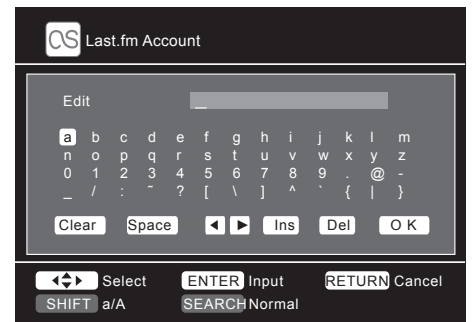 Last.fm Account
Edit _
a b c d e f g h i j k l m
n o p q r s t u v w x y z
0 1 2 3 4 5 6 7 8 9 . @ -
_ / : ~ ? [ \ ] ^ ` { | }
Clear Space ◀ ▶ Ins Del O K
Select ENTER Input RETURN Cancel
SHIFT a/A SEARCH Normal